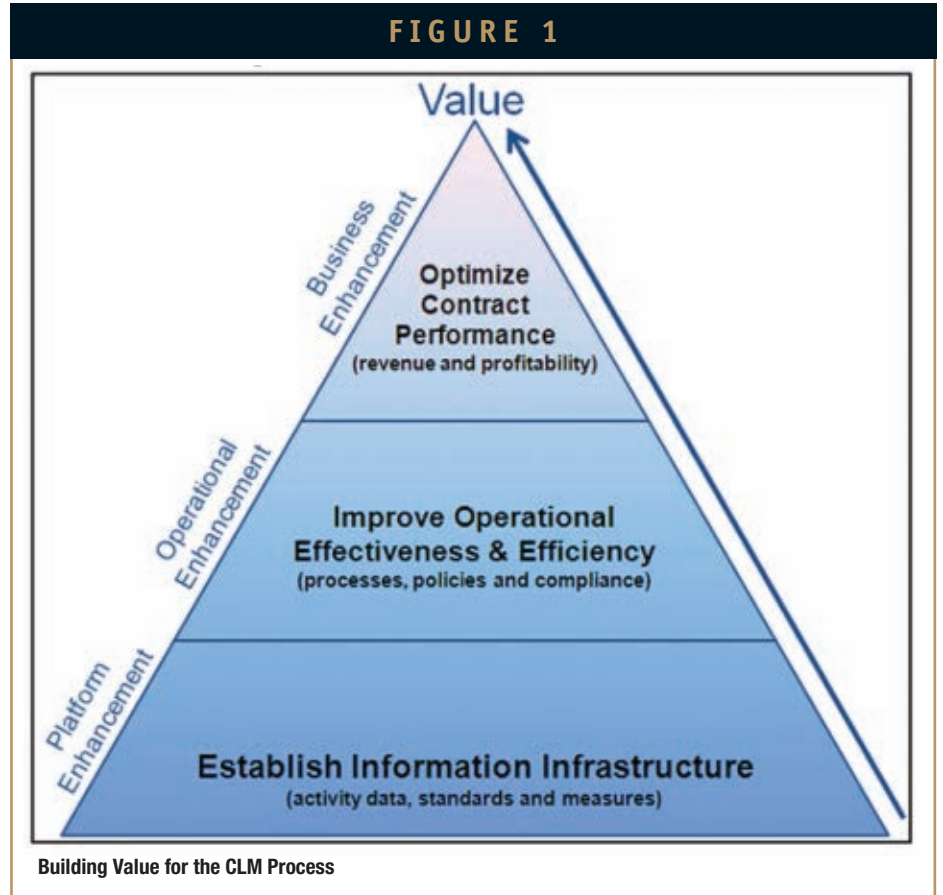 FIGURE 1
Value
Business
Enhancement
Optimize
Contract
Performance
(revenue and profitability)
Operational
Enhancement
Improve Operational
Effectiveness & Efficiency
(processes, policies and compliance)
Platform
Enhancement
Establish Information Infrastructure
(activity data, standards and measures)
Building Value for the CLM Process